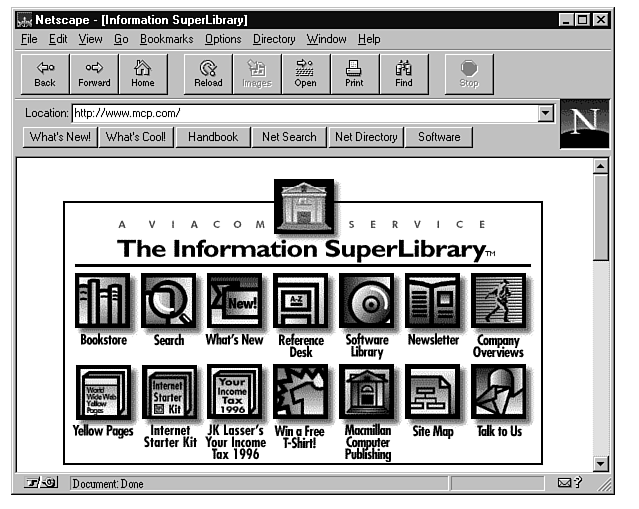 Netscape - [Information SuperLibrary]
File Edit View Go Bookmarks Options Directory Window Help
Back Forward Home Reload Images Open Print Find Stop
Location: http://www.mcp.com/
N
What's New! What's Cool! Handbook Net Search Net Directory Software
A VIACOM SERVICE
The Information SuperLibrary™
New!
A-Z
Bookstore Search What's New Reference Desk Software Library Newsletter Company Overviews
World Wide Web Yellow Pages
Internet Starter Kit
Your Income Tax 1996
Yellow Pages Internet Starter Kit JK Lasser's Your Income Tax 1996 Win a Free T-Shirt! Macmillan Computer Publishing Site Map Talk to Us
Document: Done
?